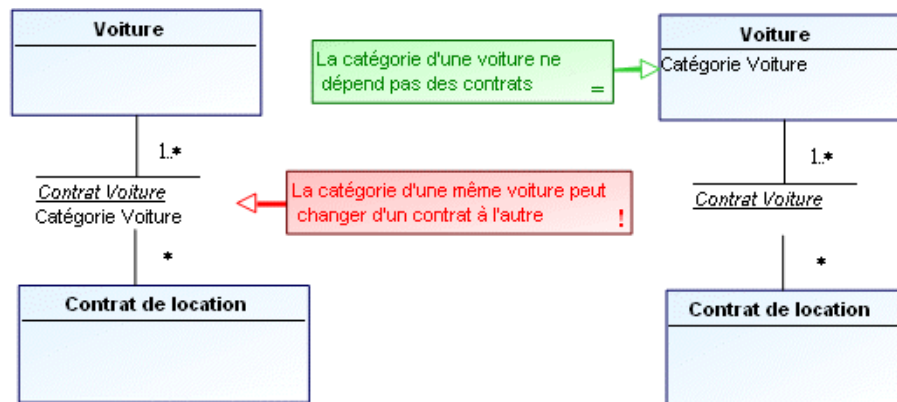 Voiture
1..*
Contrat Voiture
Catégorie Voiture
*
Contrat de location
La catégorie d'une voiture ne
dépend pas des contrats
=
La catégorie d'une même voiture peut
changer d'un contrat à l'autre
!
Voiture
Catégorie Voiture
1..*
Contrat Voiture
*
Contrat de location